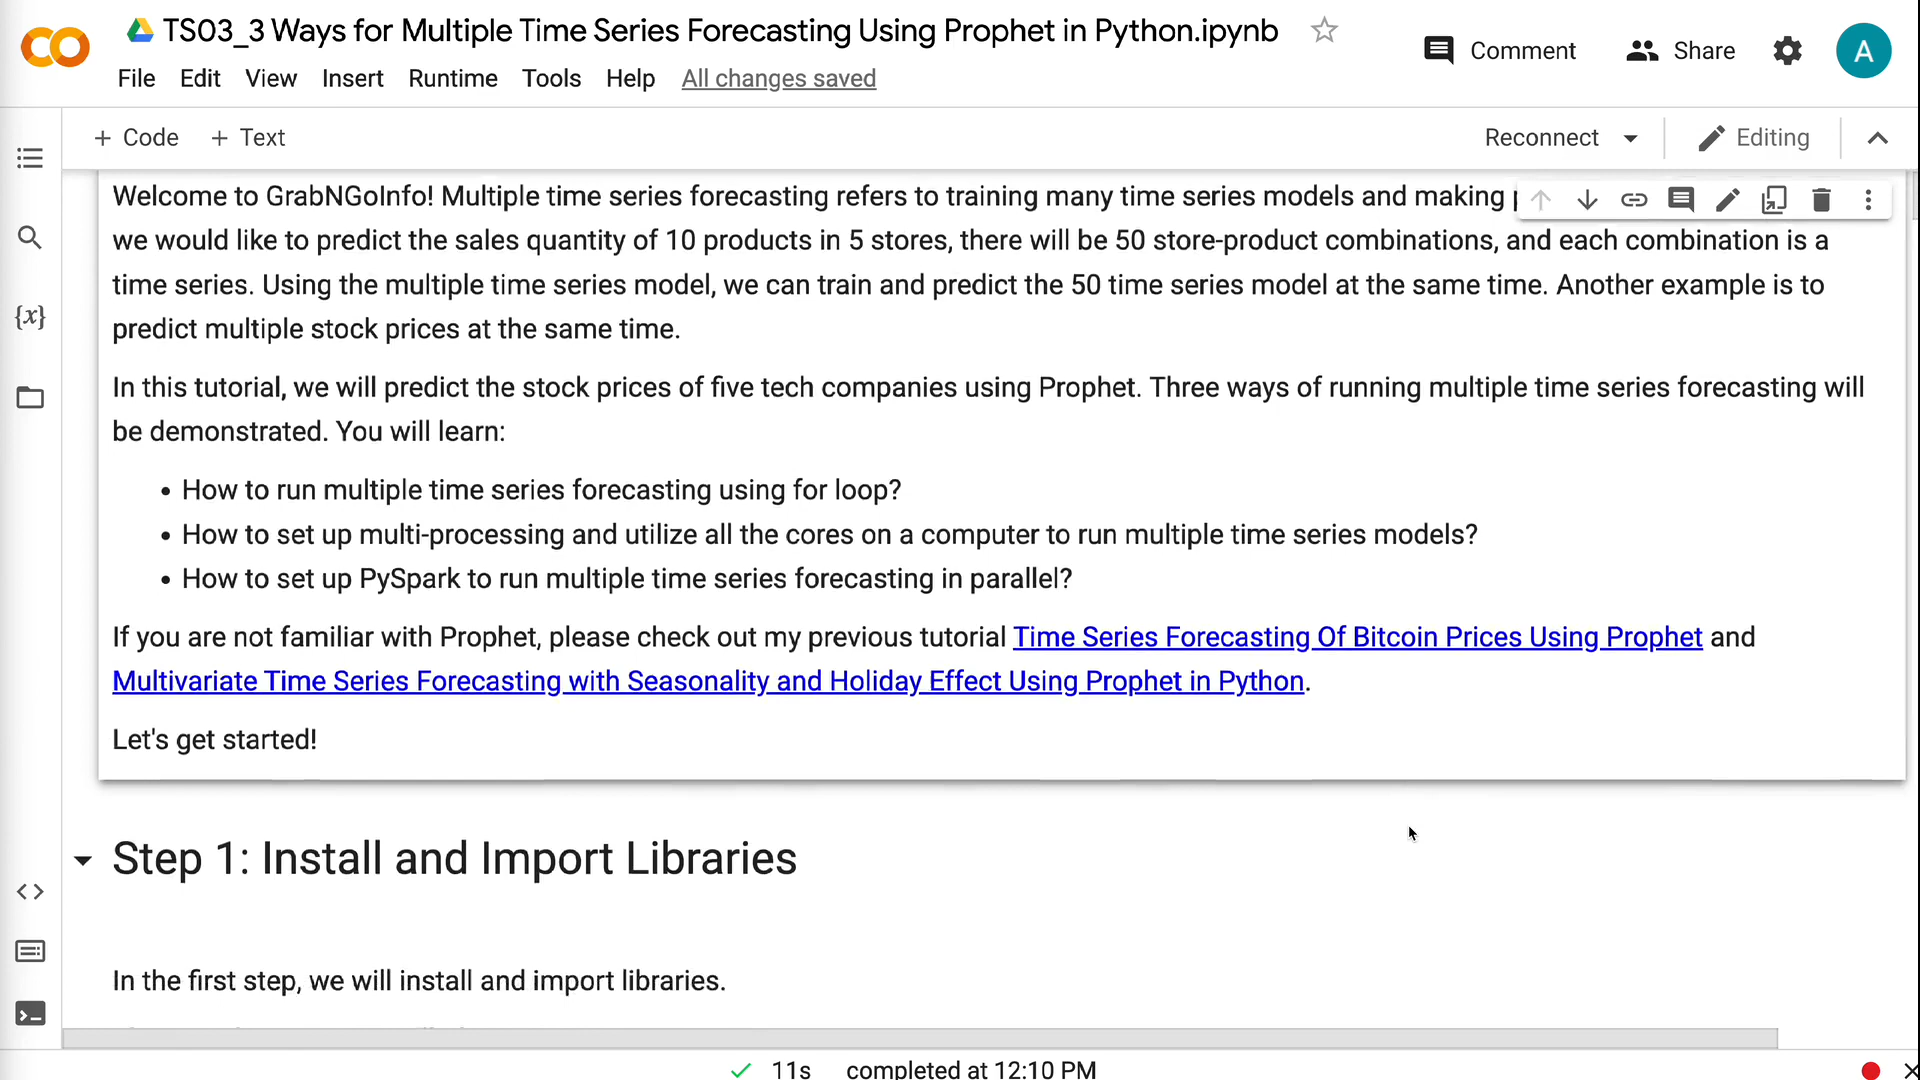 TS03_3 Ways for Multiple Time Series Forecasting Using Prophet in Python.ipynb
Comment
Share
A
File Edit View Insert Runtime Tools Help All changes saved
+ Code + Text
Reconnect
Editing
Welcome to GrabNGoInfo! Multiple time series forecasting refers to training many time series models and making
we would like to predict the sales quantity of 10 products in 5 stores, there will be 50 store-product combinations, and each combination is a
time series. Using the multiple time series model, we can train and predict the 50 time series model at the same time. Another example is to
predict multiple stock prices at the same time.
In this tutorial, we will predict the stock prices of five tech companies using Prophet. Three ways of running multiple time series forecasting will
be demonstrated. You will learn:
• How to run multiple time series forecasting using for loop?
• How to set up multi-processing and utilize all the cores on a computer to run multiple time series models?
• How to set up PySpark to run multiple time series forecasting in parallel?
If you are not familiar with Prophet, please check out my previous tutorial Time Series Forecasting Of Bitcoin Prices Using Prophet and
Multivariate Time Series Forecasting with Seasonality and Holiday Effect Using Prophet in Python.
Let's get started!
Step 1: Install and Import Libraries
In the first step, we will install and import libraries.
11s completed at 12:10 PM